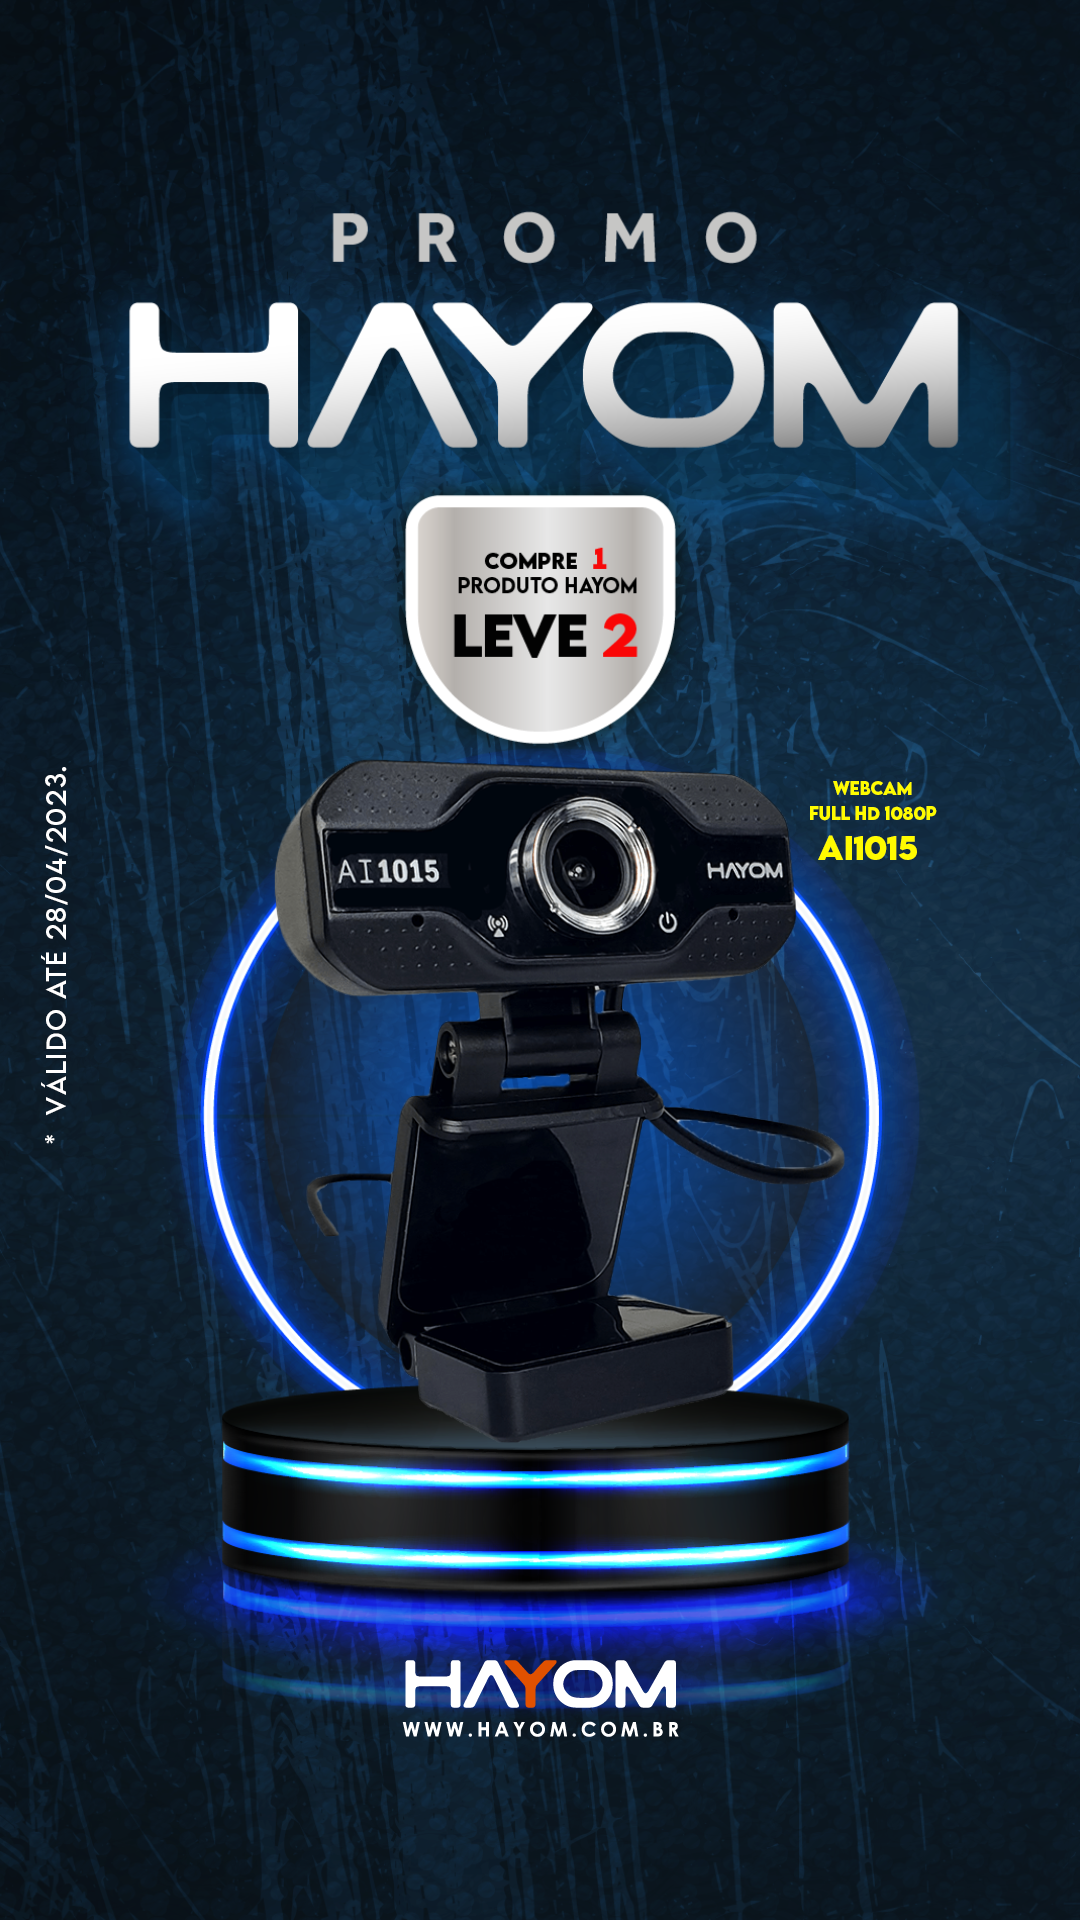 PROMO
HAYOM
COMPRE 1
PRODUTO HAYOM
LEVE 2
* VÁLIDO ATÉ 28/04/2023.
WEBCAM
FULL HD 1080P
AI1015
AI1015
HAYOM
HAYOM
WWW.HAYOM.COM.BR